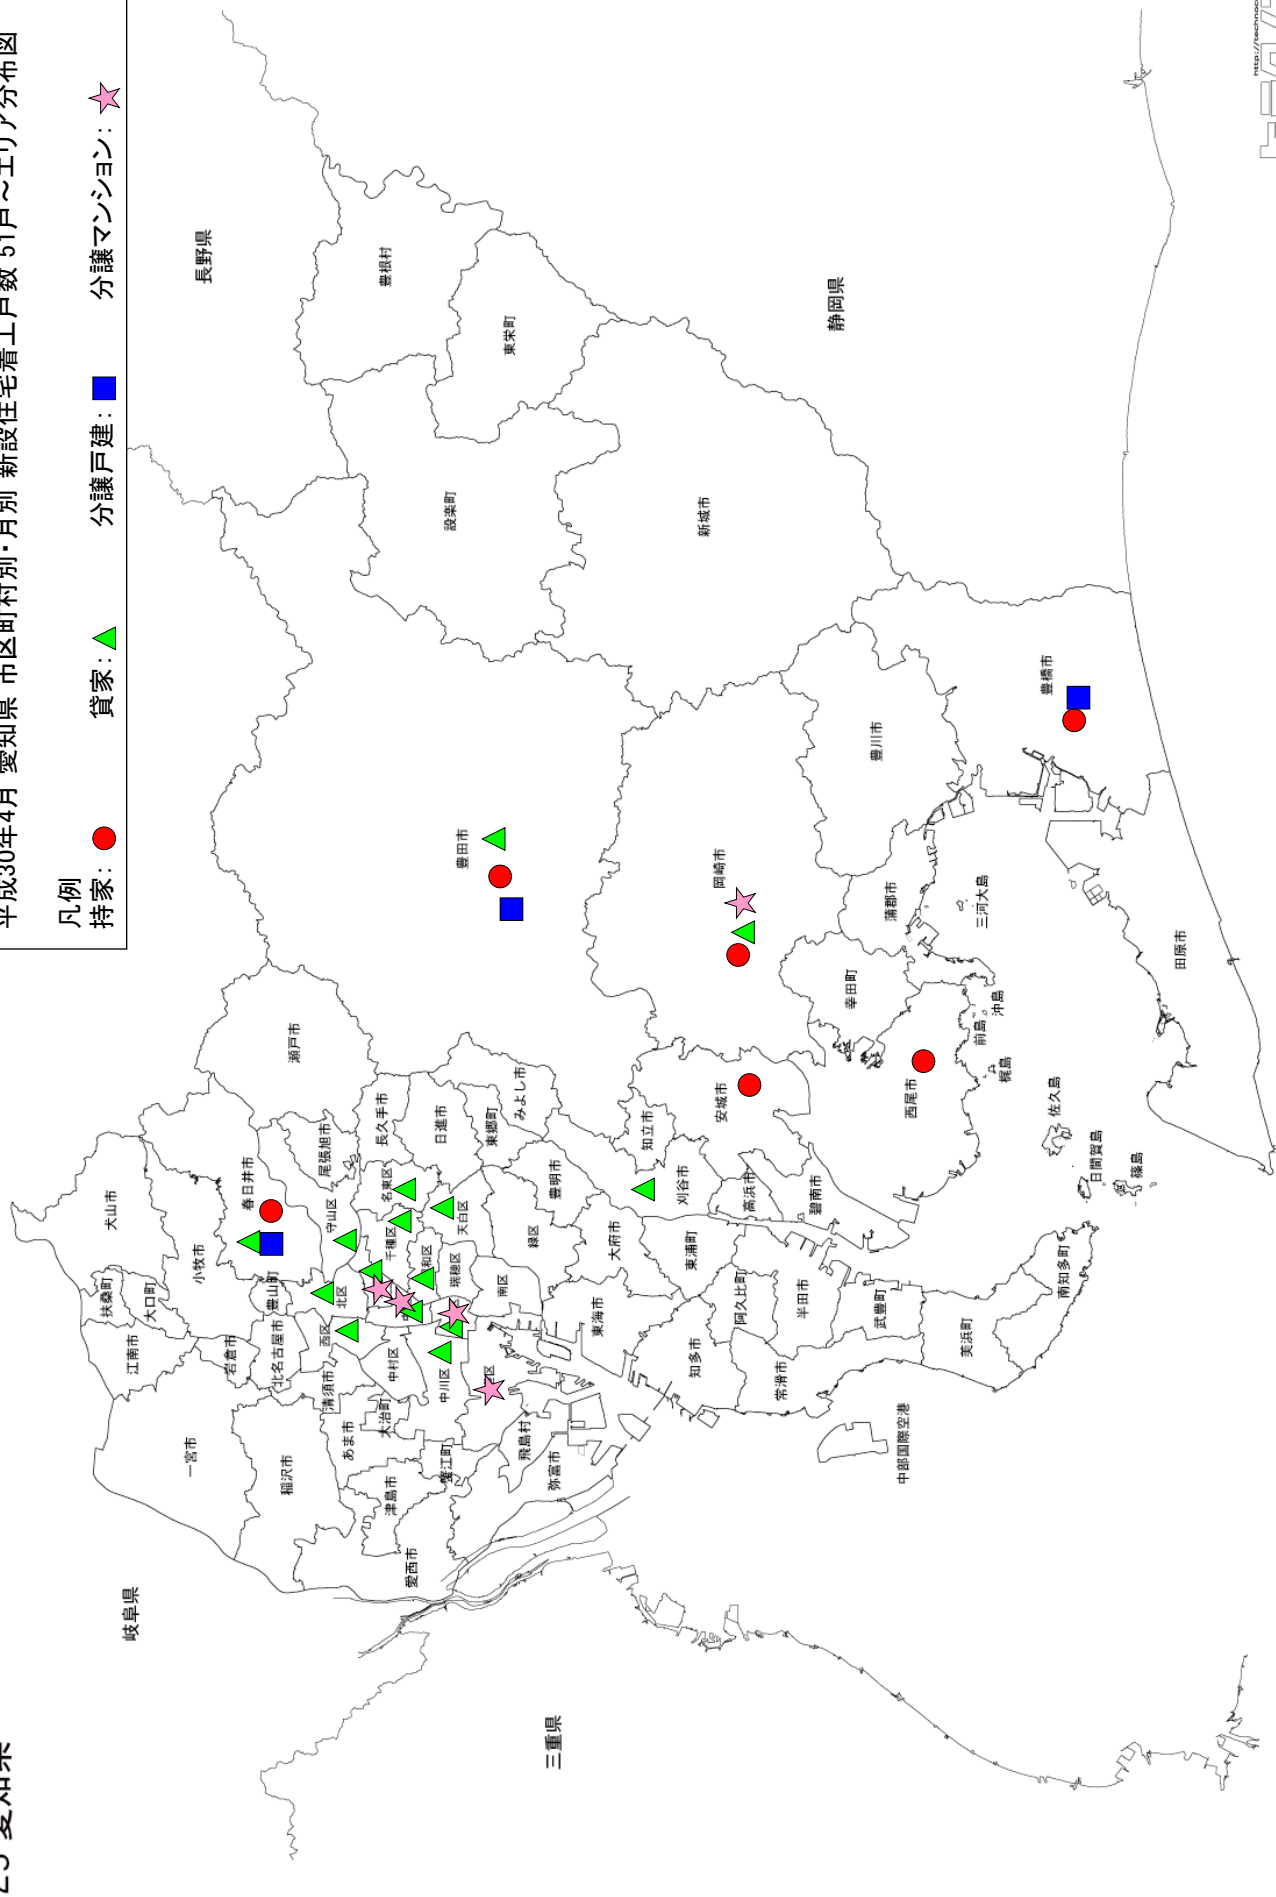 23 愛知県
平成30年4月 愛知県 市区町村別・月別 新設住宅着工戸数 51戸～エリア分布図
凡例
持家: 貸家: 分譲戸建: 分譲マンション:
岐阜県
長野県
静岡県
三重県
犬山市
扶桑町
大口町
江南市
小牧市
一宮市
岩倉市
春日井市
豊山町
北名古屋市
稲沢市
瀬戸市
尾張旭市
守山区
北区
西区
清須市
あま市
長久手市
名東区
千種区
中村区
大治町
津島市
愛西市
日進市
天白区
和区
瑞穂区
中川区
蟹江町
東郷町
みよし市
南区
区
緑区
豊明市
飛島村
弥富市
豊田市
豊根村
東栄町
設楽町
新城市
知立市
刈谷市
大府市
東海市
東浦町
安城市
高浜市
阿久比町
知多市
岡崎市
碧南市
半田市
常滑市
幸田町
豊川市
武豊町
西尾市
蒲郡市
美浜町
南知多町
中部国際空港
三河大島
沖島
前島
梶島
佐久島
日間賀島
篠島
豊橋市
田原市